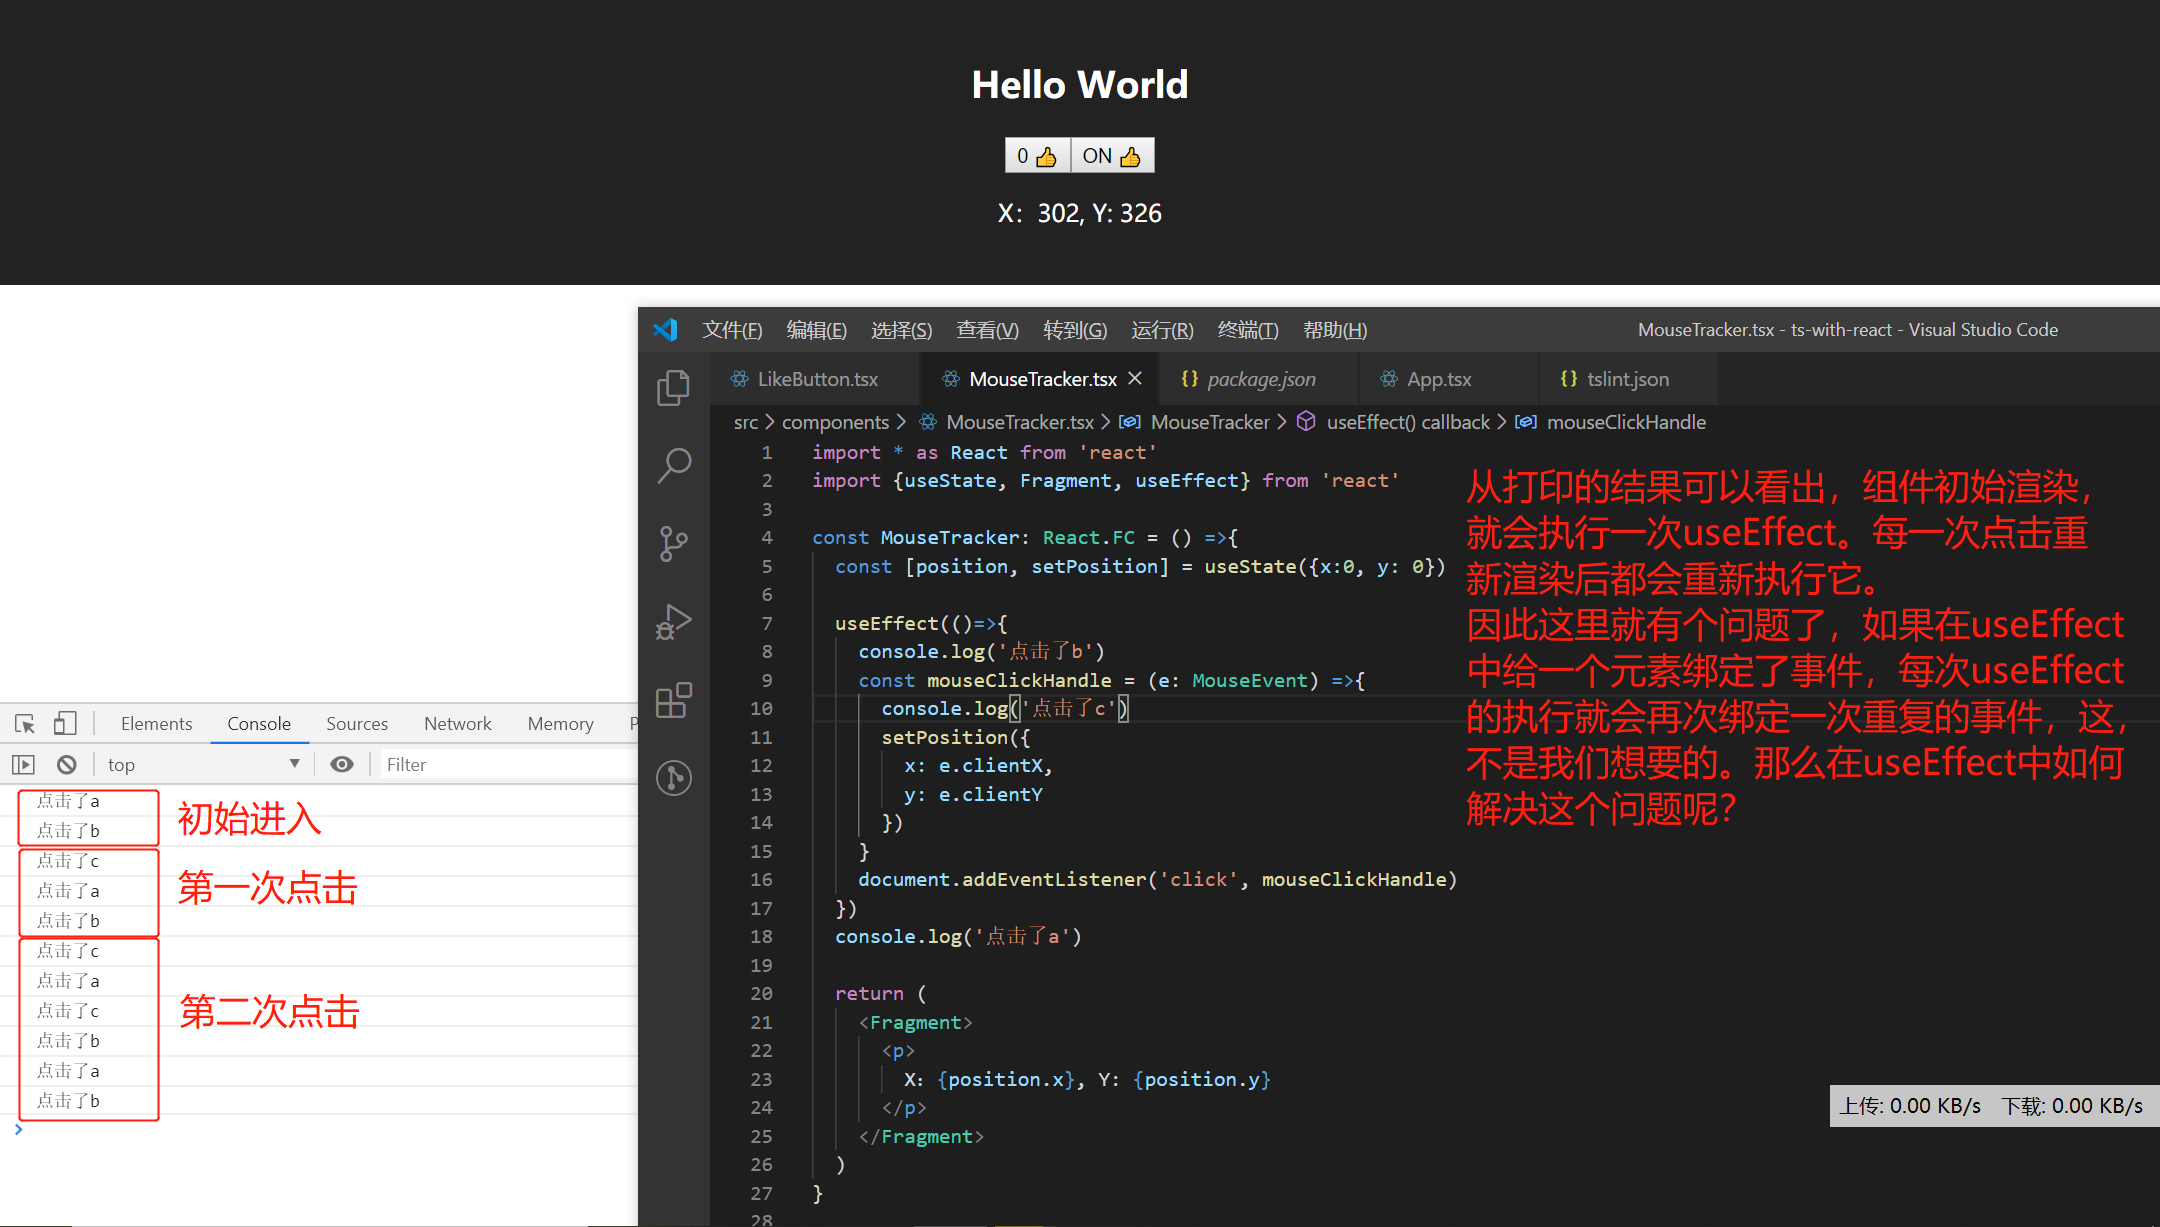 Hello World
0 👍 ON 👍
X：302, Y: 326
文件(F) 编辑(E) 选择(S) 查看(V) 转到(G) 运行(R) 终端(T) 帮助(H) MouseTracker.tsx - ts-with-react - Visual Studio Code
LikeButton.tsx MouseTracker.tsx × {} package.json App.tsx {} tslint.json
src > components > MouseTracker.tsx > MouseTracker > useEffect() callback > mouseClickHandle
1 import * as React from 'react'
2 import {useState, Fragment, useEffect} from 'react'
3
4 const MouseTracker: React.FC = () =>{
5 const [position, setPosition] = useState({x:0, y: 0})
6
7 useEffect(()=>{
8 console.log('点击了b')
9 const mouseClickHandle = (e: MouseEvent) =>{
10 console.log('点击了c')
11 setPosition({
12 x: e.clientX,
13 y: e.clientY
14 })
15 }
16 document.addEventListener('click', mouseClickHandle)
17 })
18 console.log('点击了a')
19
20 return (
21 <Fragment>
22 <p>
23 X：{position.x}, Y: {position.y}
24 </p>
25 </Fragment>
26 )
27 }
28
从打印的结果可以看出，组件初始渲染，
就会执行一次useEffect。每一次点击重
新渲染后都会重新执行它。
因此这里就有个问题了，如果在useEffect
中给一个元素绑定了事件，每次useEffect
的执行就会再次绑定一次重复的事件，这，
不是我们想要的。那么在useEffect中如何
解决这个问题呢？
Elements Console Sources Network Memory P
top Filter
点击了a
点击了b
初始进入
点击了c
点击了a
点击了b
第一次点击
点击了c
点击了a
点击了c
点击了b
点击了a
点击了b
第二次点击
上传: 0.00 KB/s 下载: 0.00 KB/s